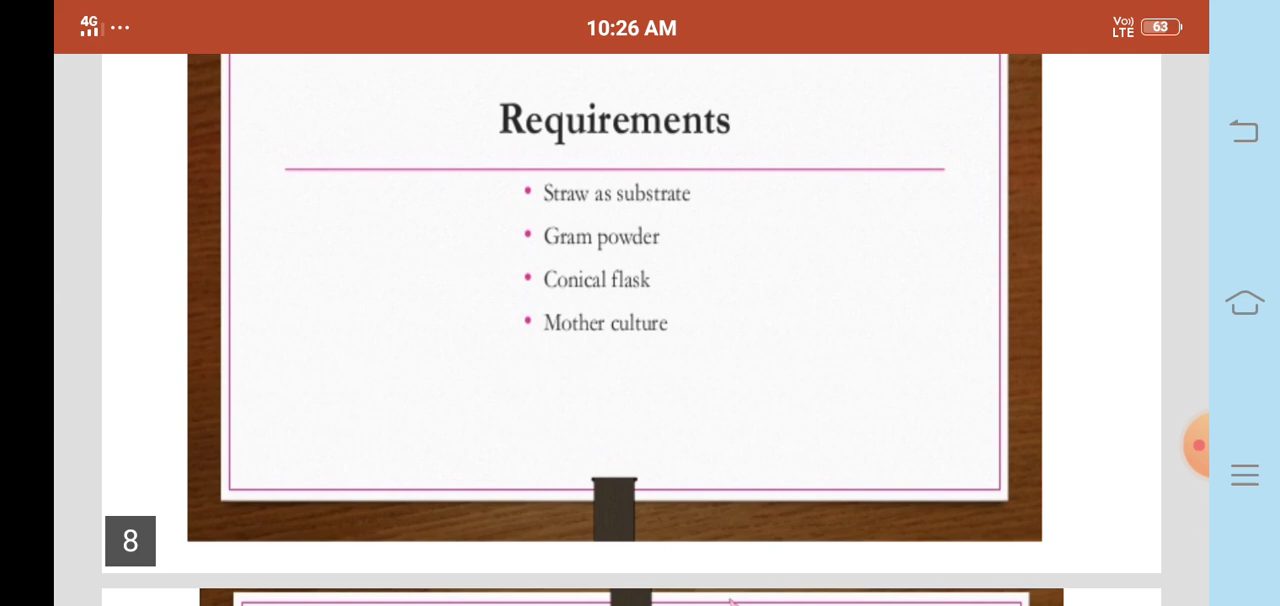 4G
10:26 AM
Vo))
LTE
63
Requirements
• Straw as substrate
• Gram powder
• Conical flask
• Mother culture
8